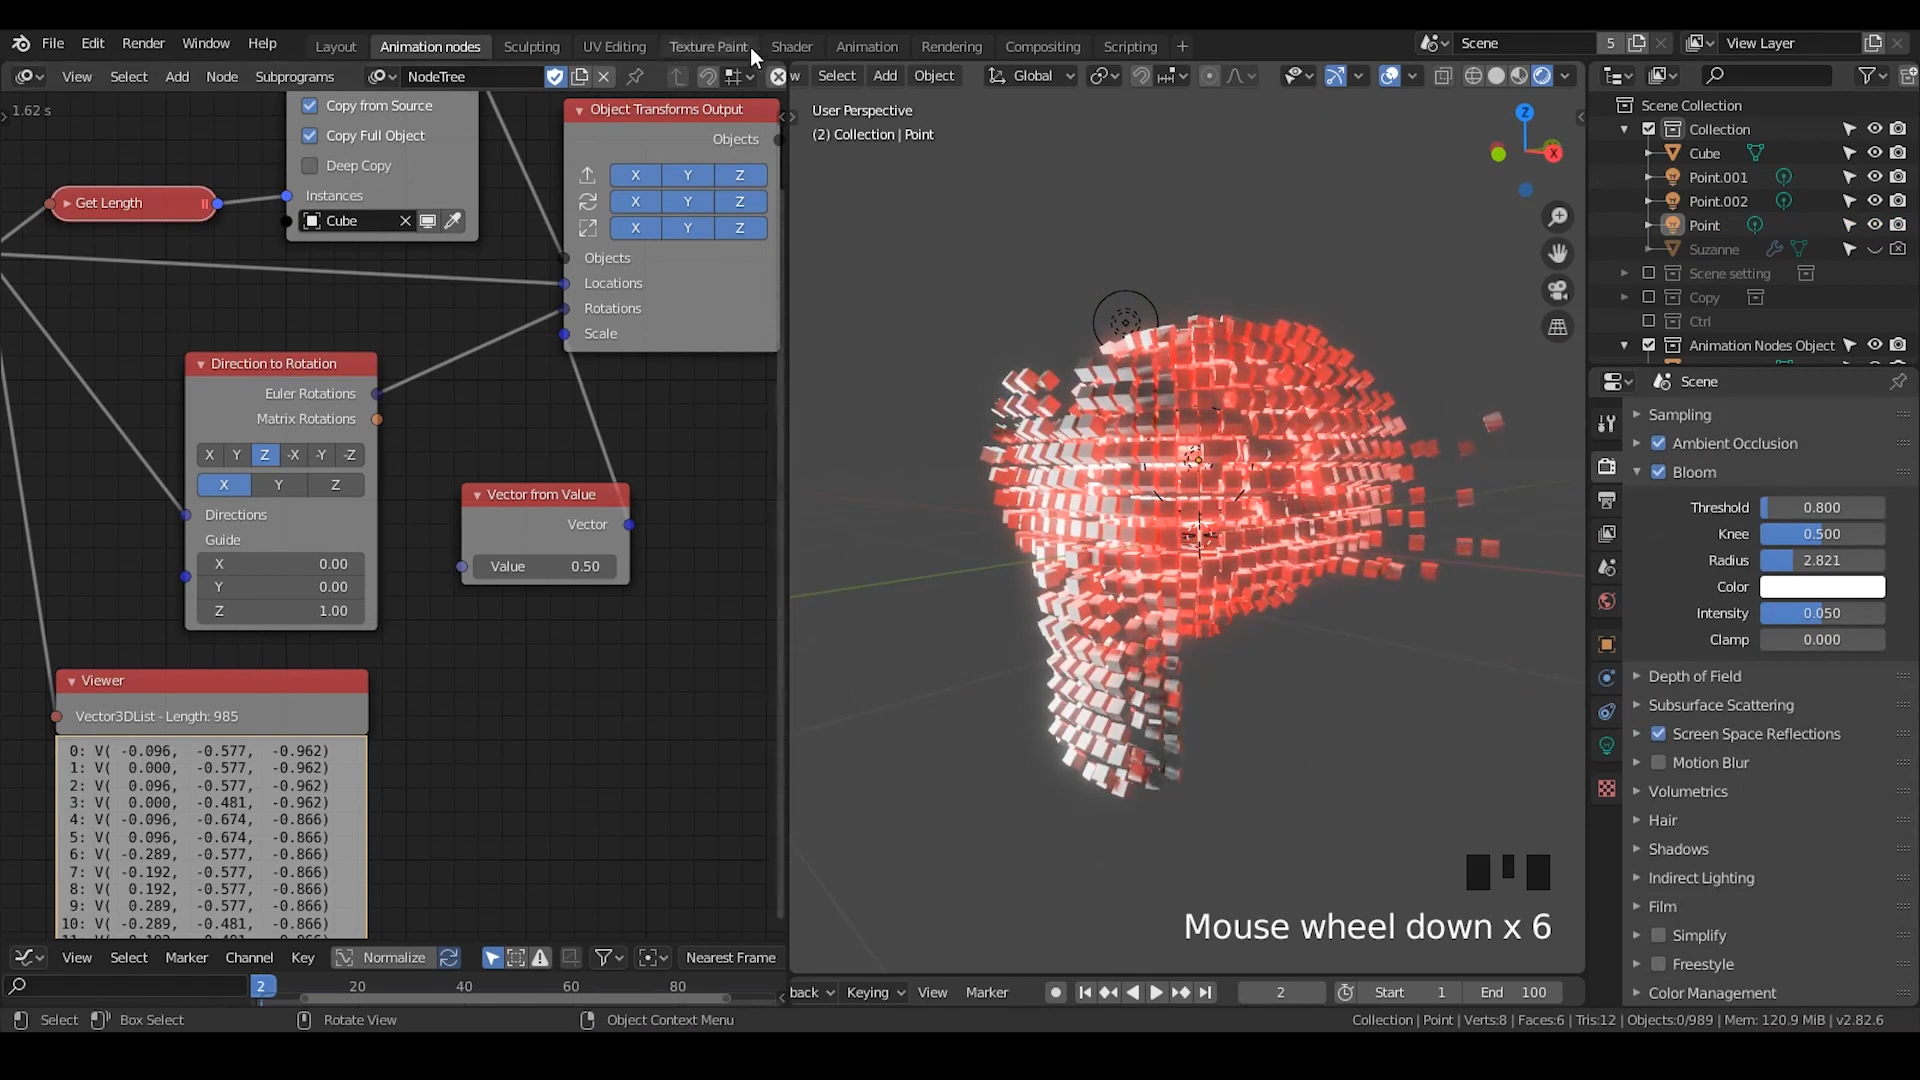 File Edit Render Window Help Layout Animation nodes Sculpting UV Editing Texture Paint Shader Animation Rendering Compositing Scripting + Scene 5 View Layer
View Select Add Node Subprograms NodeTree w Select Add Object Global
1.62 s
Copy from Source
Copy Full Object
Deep Copy
Instances
Cube
Get Length
Object Transforms Output
Objects
X Y Z
X Y Z
X Y Z
Objects
Locations
Rotations
Scale
Direction to Rotation
Euler Rotations
Matrix Rotations
X Y Z -X -Y -Z
X Y Z
Directions
Guide
X 0.00
Y 0.00
Z 1.00
Vector from Value
Vector
Value 0.50
Viewer
Vector3DList - Length: 985
0: V( -0.096, -0.577, -0.962)
1: V( 0.000, -0.577, -0.962)
2: V( 0.096, -0.577, -0.962)
3: V( 0.000, -0.481, -0.962)
4: V( -0.096, -0.674, -0.866)
5: V( 0.096, -0.674, -0.866)
6: V( -0.289, -0.577, -0.866)
7: V( -0.192, -0.577, -0.866)
8: V( 0.192, -0.577, -0.866)
9: V( 0.289, -0.577, -0.866)
10: V( -0.289, -0.481, -0.866)
User Perspective
(2) Collection | Point
Z
X
Mouse wheel down x 6
Scene Collection
Collection
Cube
Point.001
Point.002
Point
Suzanne
Scene setting
Copy
Ctrl
Animation Nodes Object
Scene
Sampling
Ambient Occlusion
Bloom
Threshold 0.800
Knee 0.500
Radius 2.821
Color
Intensity 0.050
Clamp 0.000
Depth of Field
Subsurface Scattering
Screen Space Reflections
Motion Blur
Volumetrics
Hair
Shadows
Indirect Lighting
Film
Simplify
Freestyle
Color Management
View Select Marker Channel Key Normalize Nearest Frame
2 20 40 60 80
back Keying View Marker 2 Start 1 End 100
Select Box Select Rotate View Object Context Menu Collection | Point | Verts:8 | Faces:6 | Tris:12 | Objects:0/989 | Mem: 120.9 MiB | v2.82.6